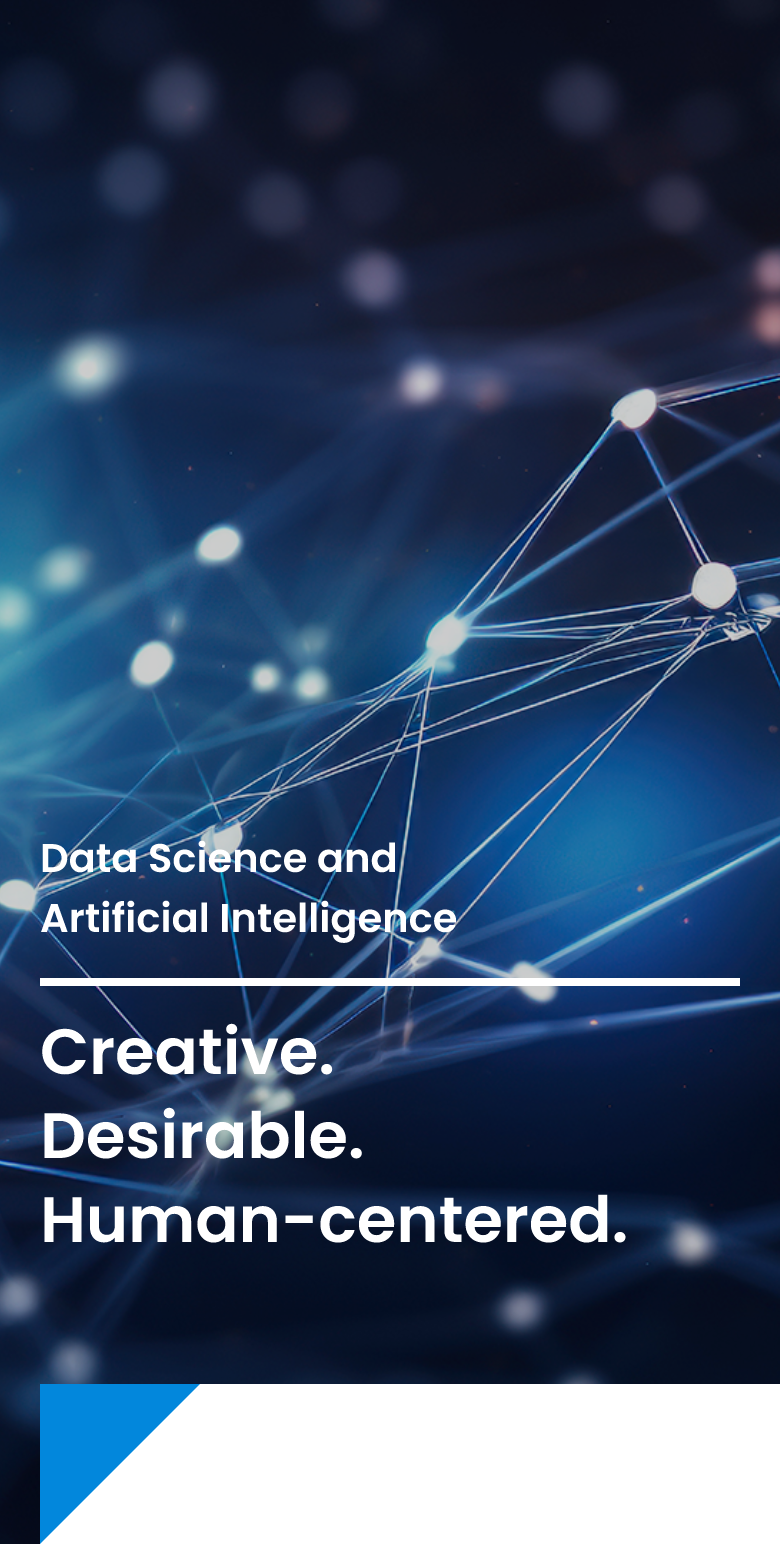 Data Science and
Artificial Intelligence
Creative.
Desirable.
Human-centered.